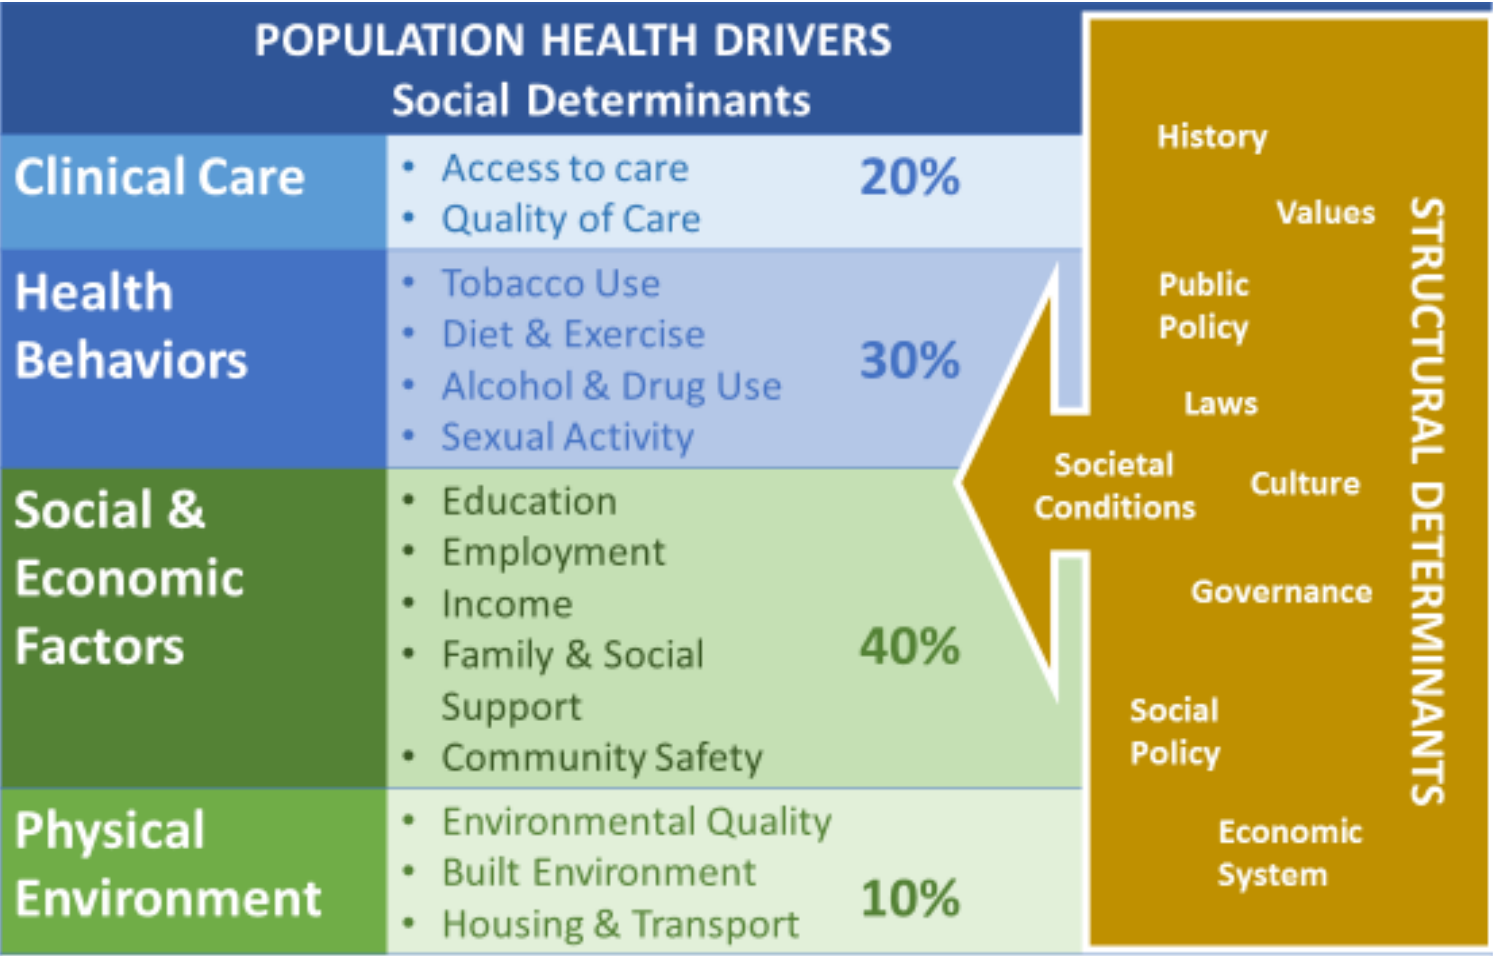 POPULATION HEALTH DRIVERS
Social Determinants
Clinical Care
• Access to care
• Quality of Care
20%
Health
Behaviors
• Tobacco Use
• Diet & Exercise
• Alcohol & Drug Use
• Sexual Activity
30%
Social &
Economic
Factors
• Education
• Employment
• Income
• Family & Social
Support
• Community Safety
40%
Physical
Environment
• Environmental Quality
• Built Environment
• Housing & Transport
10%
History
Values
Public
Policy
Laws
Societal
Conditions
Culture
Governance
Social
Policy
Economic
System
STRUCTURAL DETERMINANTS